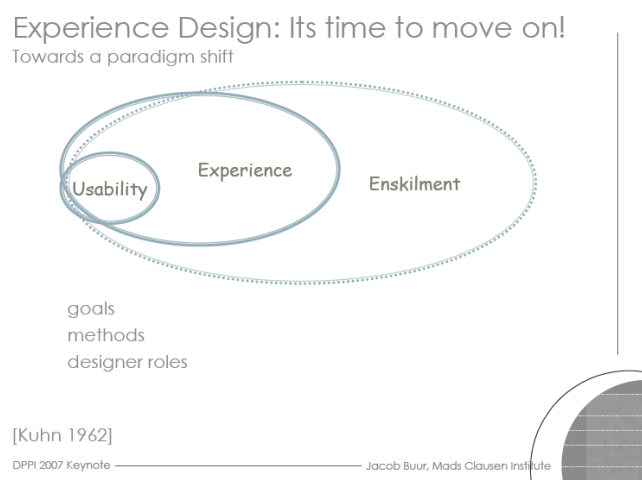 Experience Design: Its time to move on!
Towards a paradigm shift
Usability
Experience
Enskilment
goals
methods
designer roles
[Kuhn 1962]
DPPI 2007 Keynote
Jacob Buur, Mads Clausen Institute